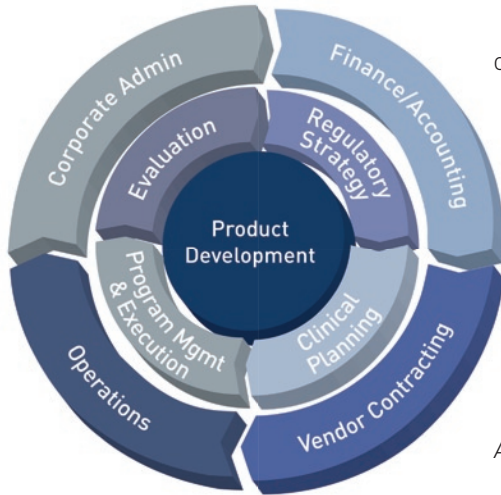 Corporate Admin
Finance/Accounting
Evaluation
Regulatory
Strategy
Product
Development
Program Mgmt
& Execution
Clinical
Planning
Operations
Vendor Contracting
A